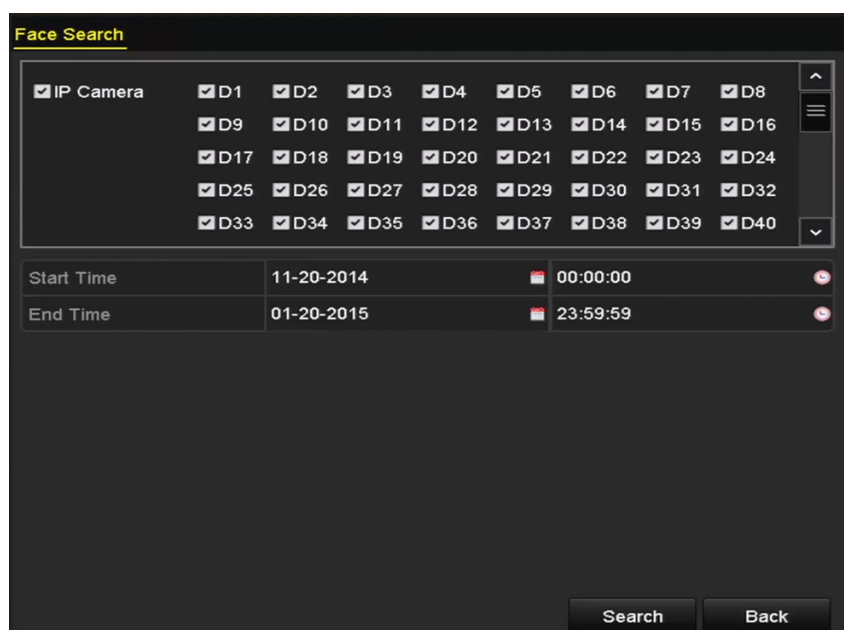 Face Search
IP Camera D1 D2 D3 D4 D5 D6 D7 D8
D9 D10 D11 D12 D13 D14 D15 D16
D17 D18 D19 D20 D21 D22 D23 D24
D25 D26 D27 D28 D29 D30 D31 D32
D33 D34 D35 D36 D37 D38 D39 D40
Start Time 11-20-2014 00:00:00
End Time 01-20-2015 23:59:59
Search Back